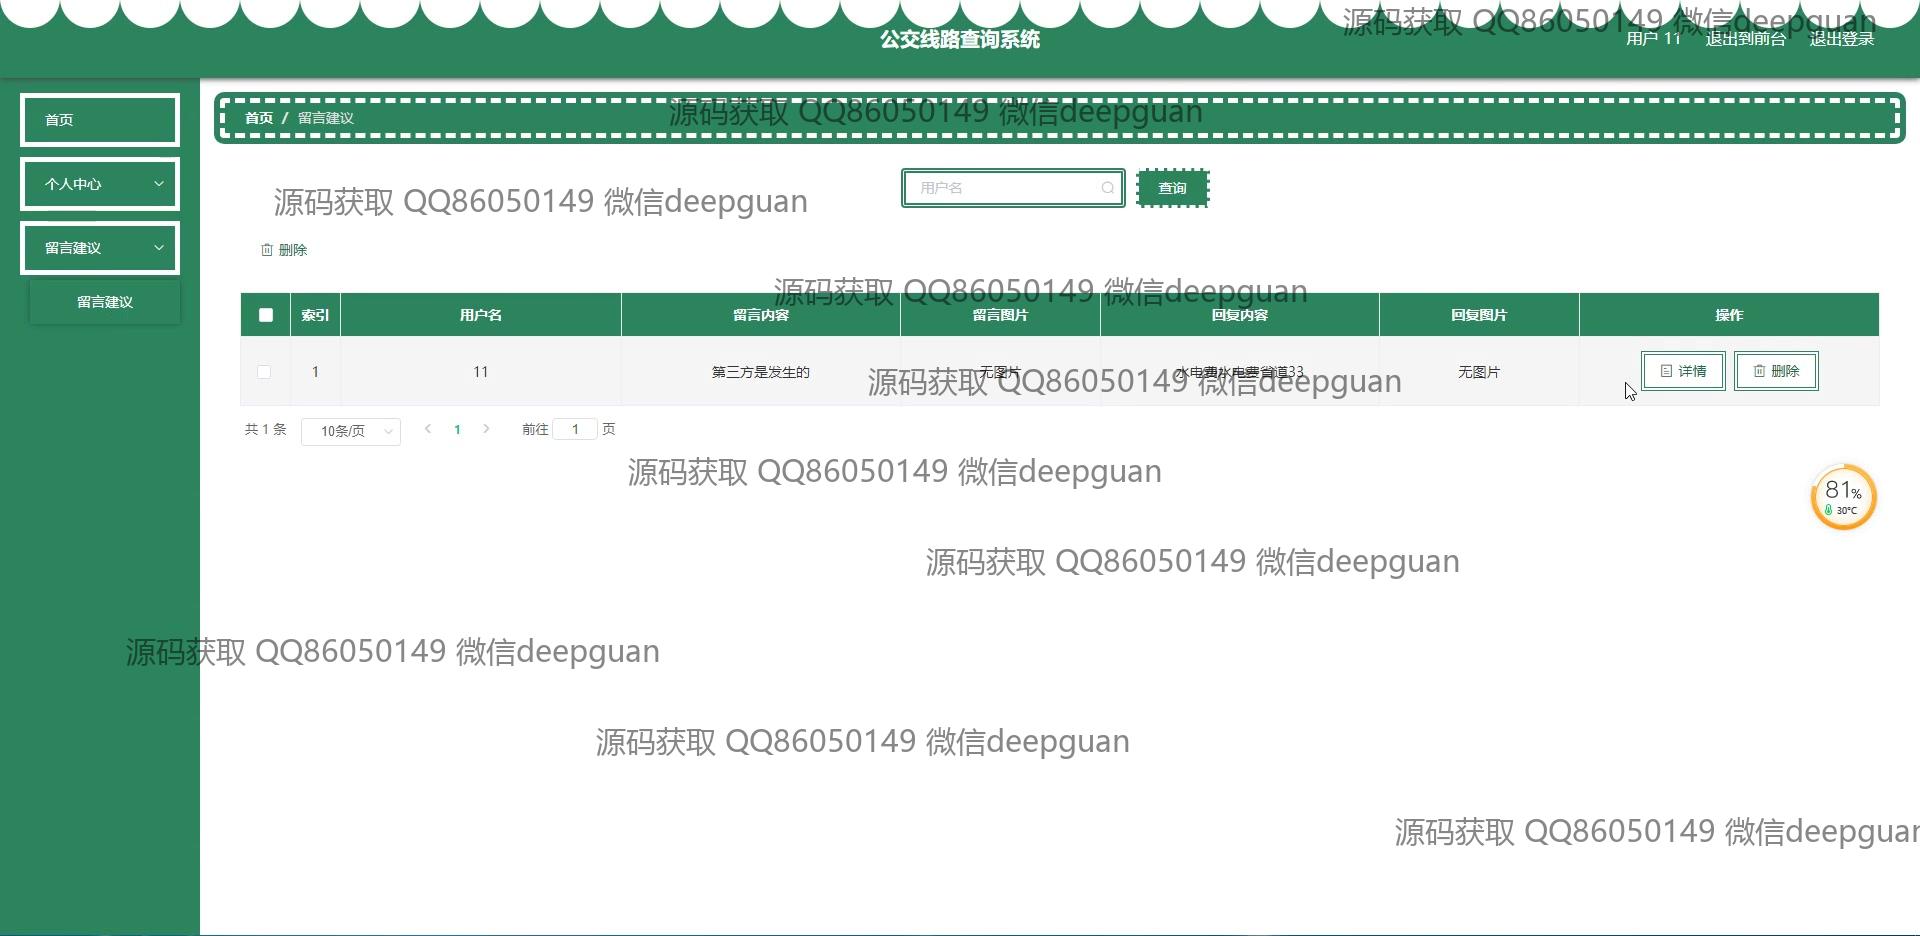 源码获取 QQ86050149 微信deepguan
公交线路查询系统
用户 11 退出到前台 退出登录
首页
个人中心
留言建议
留言建议
首页 / 留言建议
源码获取 QQ86050149 微信deepguan
用户名 查询
源码获取 QQ86050149 微信deepguan
删除
源码获取 QQ86050149 微信deepguan
索引 用户名 留言内容 留言图片 回复内容 回复图片 操作
1 11 第三方是发生的 无图片 水电费水电费省道33 无图片 详情 删除
源码获取 QQ86050149 微信deepguan
共 1 条 10条/页 1 前往 1 页
源码获取 QQ86050149 微信deepguan
81%
30°C
源码获取 QQ86050149 微信deepguan
源码获取 QQ86050149 微信deepguan
源码获取 QQ86050149 微信deepguan
源码获取 QQ86050149 微信deepguan